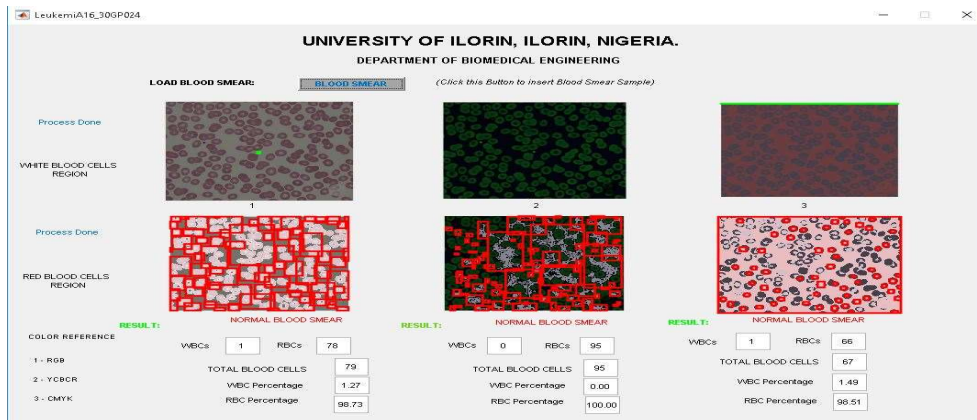 LeukemiA16_30GP024
UNIVERSITY OF ILORIN, ILORIN, NIGERIA.
DEPARTMENT OF BIOMEDICAL ENGINEERING
LOAD BLOOD SMEAR: BLOOD SMEAR (Click this Button to insert Blood Smear Sample)
Process Done
WHITE BLOOD CELLS
REGION
1 2 3
Process Done
RED BLOOD CELLS
REGION
RESULT: NORMAL BLOOD SMEAR RESULT: NORMAL BLOOD SMEAR RESULT: NORMAL BLOOD SMEAR
COLOR REFERENCE
1 - RGB
2 - YCBCR
3 - CMYK
WBCs 1 RBCs 78
TOTAL BLOOD CELLS 79
WBC Percentage 1.27
RBC Percentage 98.73
WBCs 0 RBCs 95
TOTAL BLOOD CELLS 95
WBC Percentage 0.00
RBC Percentage 100.00
WBCs 1 RBCs 66
TOTAL BLOOD CELLS 67
WBC Percentage 1.49
RBC Percentage 98.51